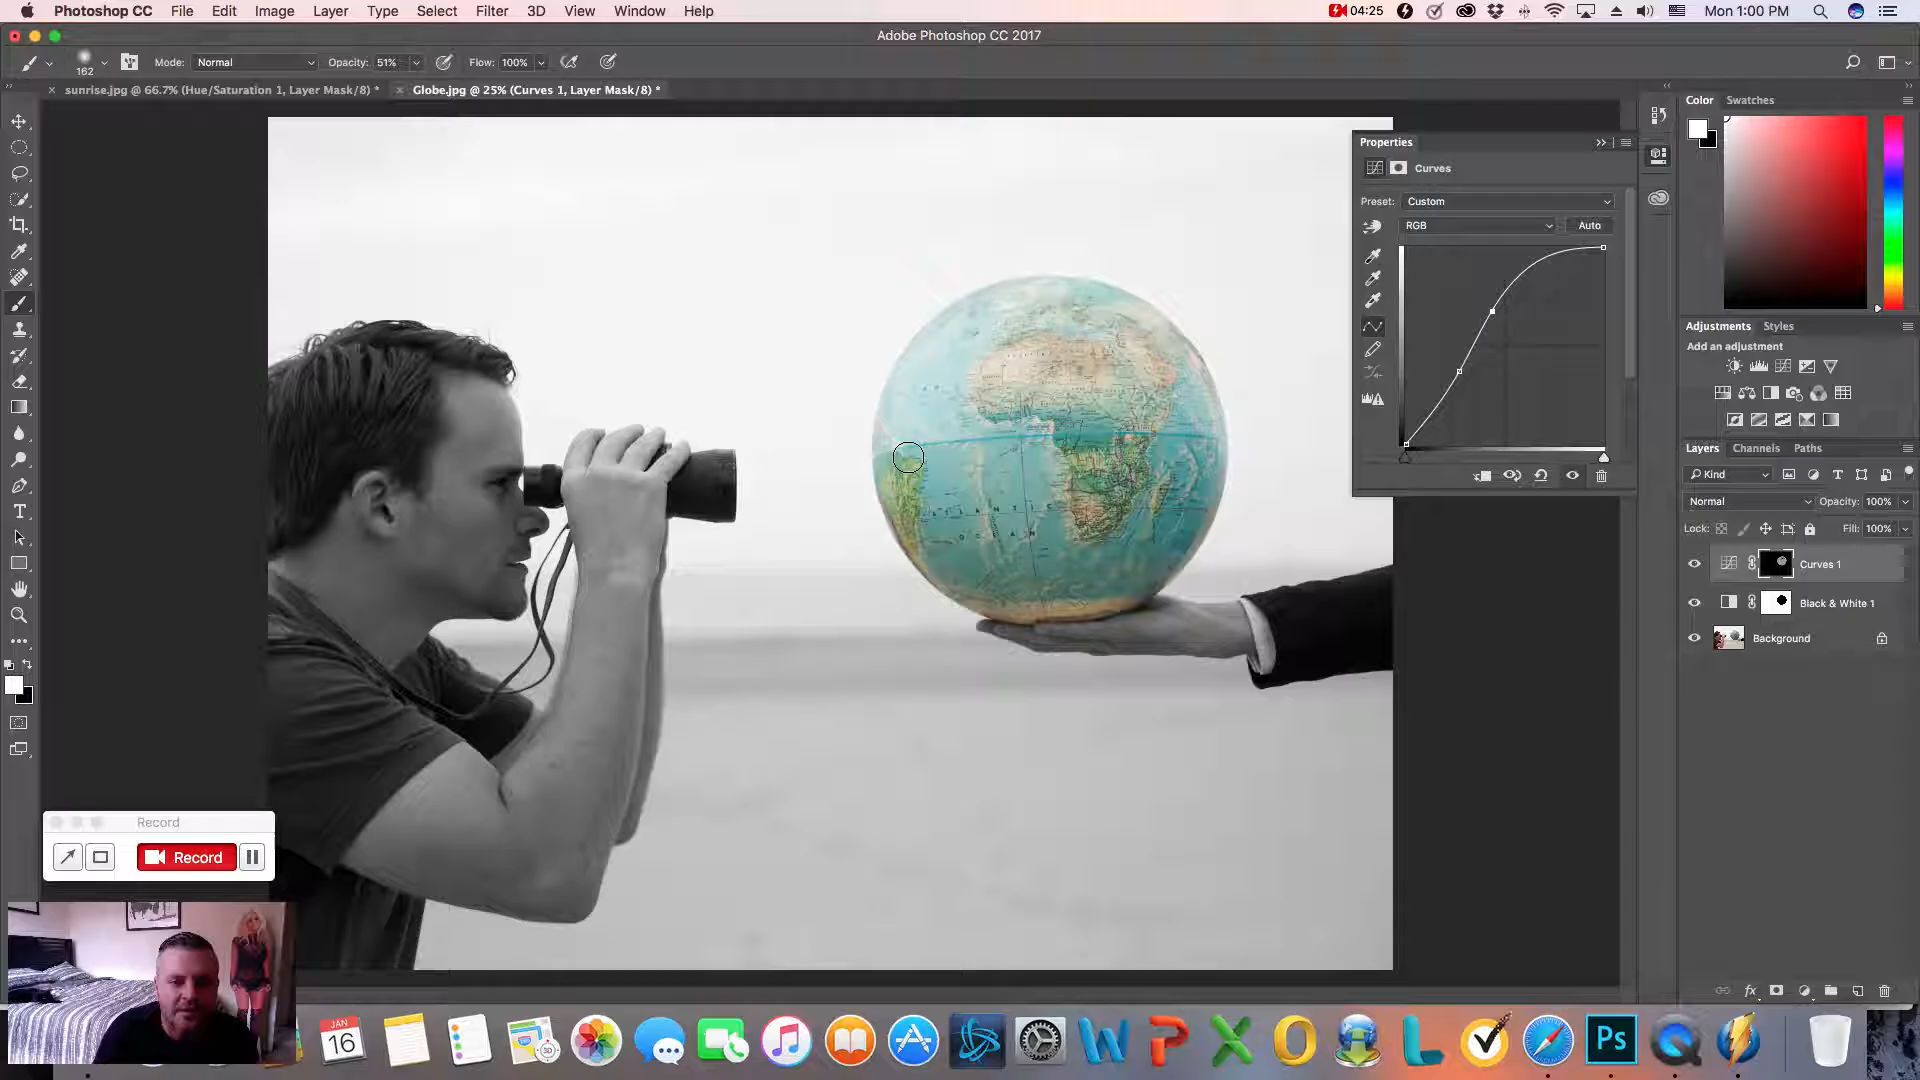 Photoshop CC File Edit Image Layer Type Select Filter 3D View Window Help 04:25 Mon 1:00 PM
Adobe Photoshop CC 2017
162 Mode: Normal Opacity: 51% Flow: 100%
sunrise.jpg @ 66.7% (Hue/Saturation 1, Layer Mask/8) * Globe.jpg @ 25% (Curves 1, Layer Mask/8) *
Color Swatches
Properties
Curves
Preset: Custom
RGB Auto
Adjustments Styles
Add an adjustment
Layers Channels Paths
Kind
Normal Opacity: 100%
Lock: Fill: 100%
Curves 1
Black & White 1
Background
ATLANTIC
OCEAN
Record
Record
JAN
16
3D
W P X O L Ps